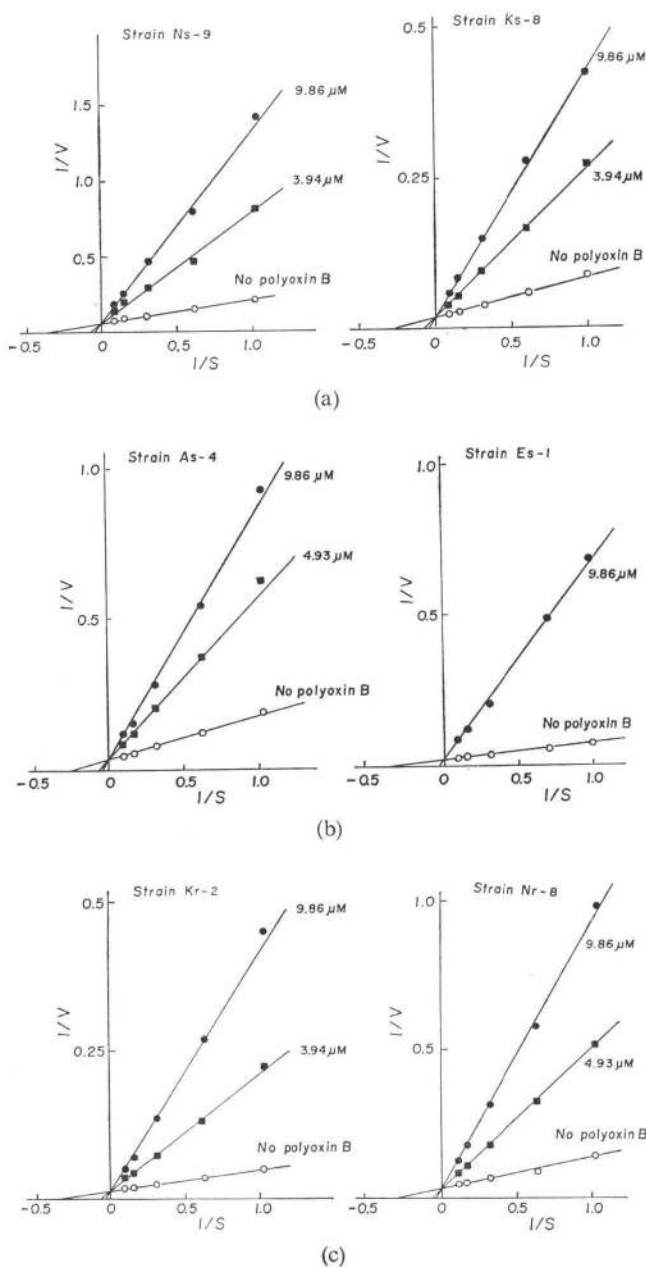 Strain Ns-9
9.86 µM
1.5
1/V
1.0
3.94 µM
0.5
No polyoxin B
-0.5
0
0.5
1.0
1/S
Strain Ks-8
0.5
9.86 µM
1/V
0.25
3.94 µM
No polyoxin B
-0.5
0
0.5
1.0
1/S
(a)
Strain As-4
1.0
9.86 µM
1/V
4.93 µM
0.5
No polyoxin B
-0.5
0
0.5
1.0
1/S
Strain Es-1
1.0
1/V
9.86 µM
0.5
No polyoxin B
-0.5
0
0.5
1.0
1/S
(b)
Strain Kr-2
0.5
9.86 µM
1/V
0.25
3.94 µM
No polyoxin B
-0.5
0
0.5
1.0
1/S
Strain Nr-8
1.0
9.86 µM
1/V
4.93 µM
0.5
No polyoxin B
-0.5
0
0.5
1.0
1/S
(c)